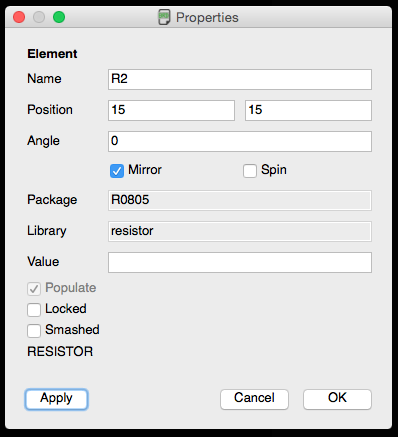 Properties
Element
Name R2
Position 15 15
Angle 0
Mirror Spin
Package R0805
Library resistor
Value
Populate
Locked
Smashed
RESISTOR
Apply Cancel OK